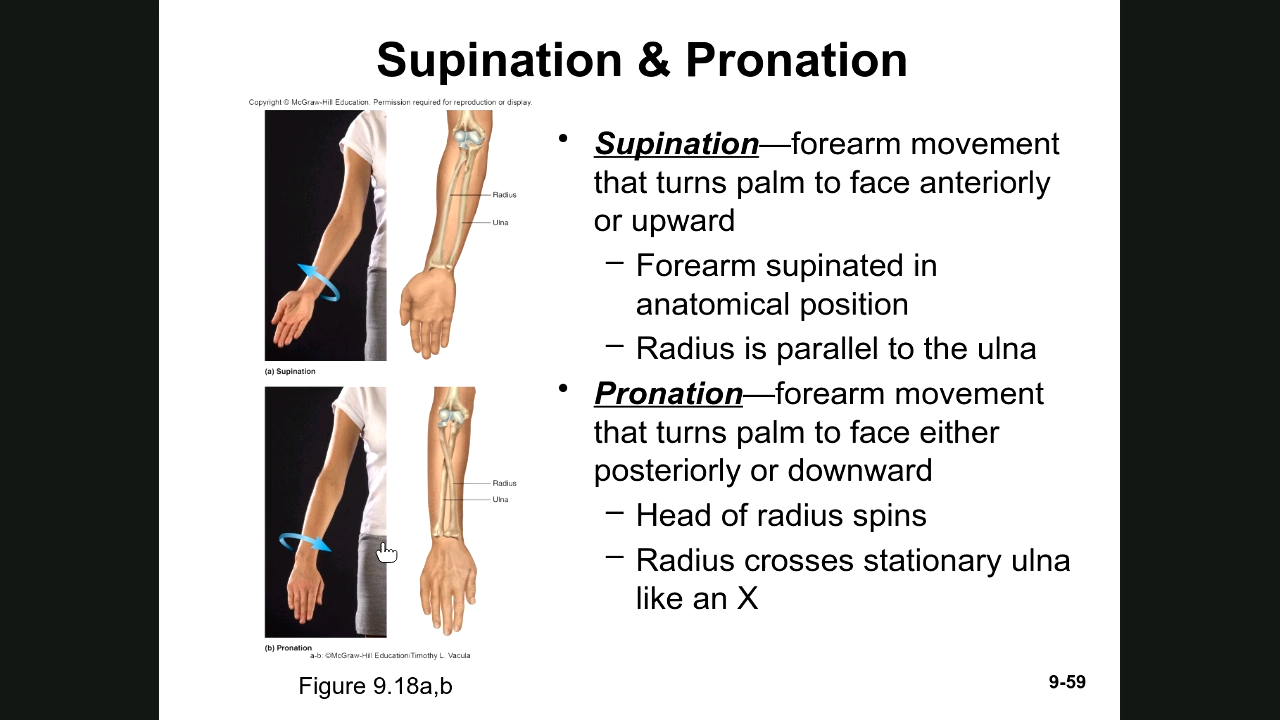 Supination & Pronation
Copyright © McGraw-Hill Education. Permission required for reproduction or display.
Radius
Ulna
(a) Supination
Radius
Ulna
(b) Pronation
a-b: ©McGraw-Hill Education/Timothy L. Vacula
Figure 9.18a,b
• Supination—forearm movement
that turns palm to face anteriorly
or upward
– Forearm supinated in
anatomical position
– Radius is parallel to the ulna
• Pronation—forearm movement
that turns palm to face either
posteriorly or downward
– Head of radius spins
– Radius crosses stationary ulna
like an X
9-59